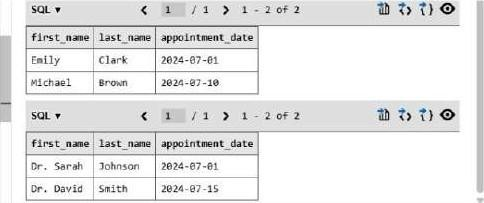 SQL ▼ < 1 / 1 > 1 - 2 of 2
first_name last_name appointment_date
Emily Clark 2024-07-01
Michael Brown 2024-07-10
SQL ▼ < 1 / 1 > 1 - 2 of 2
first_name last_name appointment_date
Dr. Sarah Johnson 2024-07-01
Dr. David Smith 2024-07-15